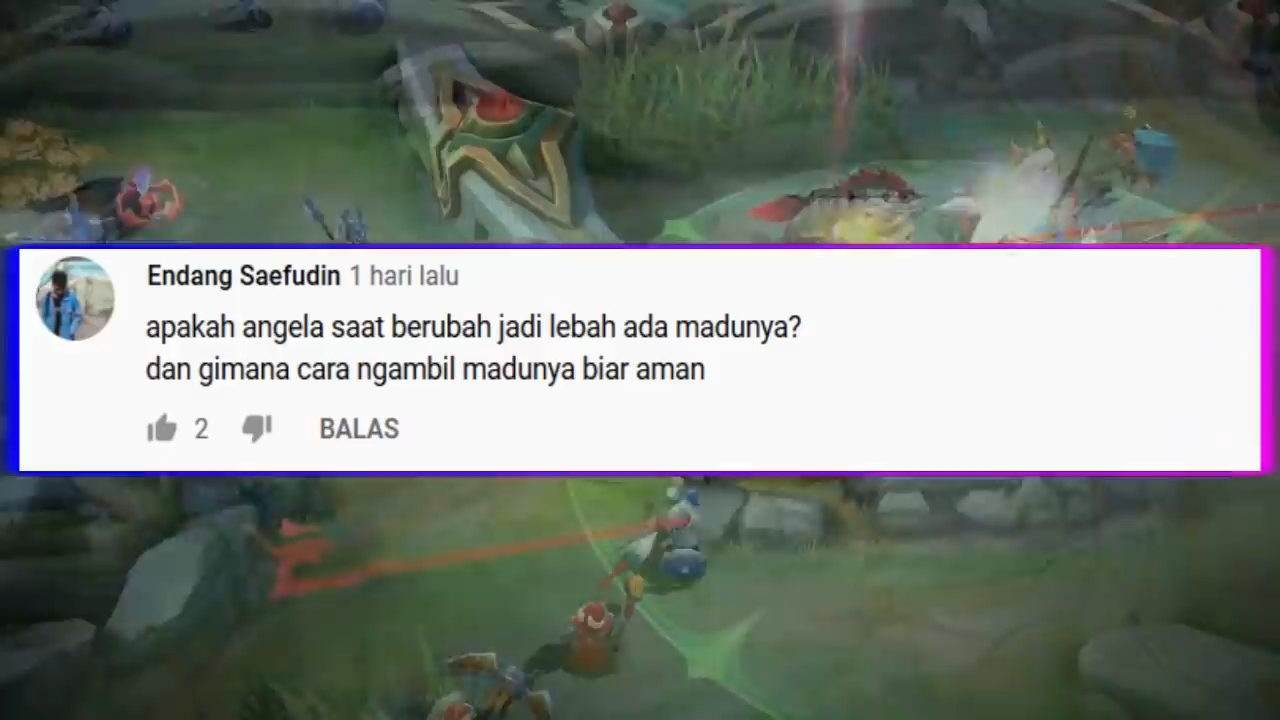 Endang Saefudin 1 hari lalu
apakah angela saat berubah jadi lebah ada madunya?
dan gimana cara ngambil madunya biar aman
2 BALAS